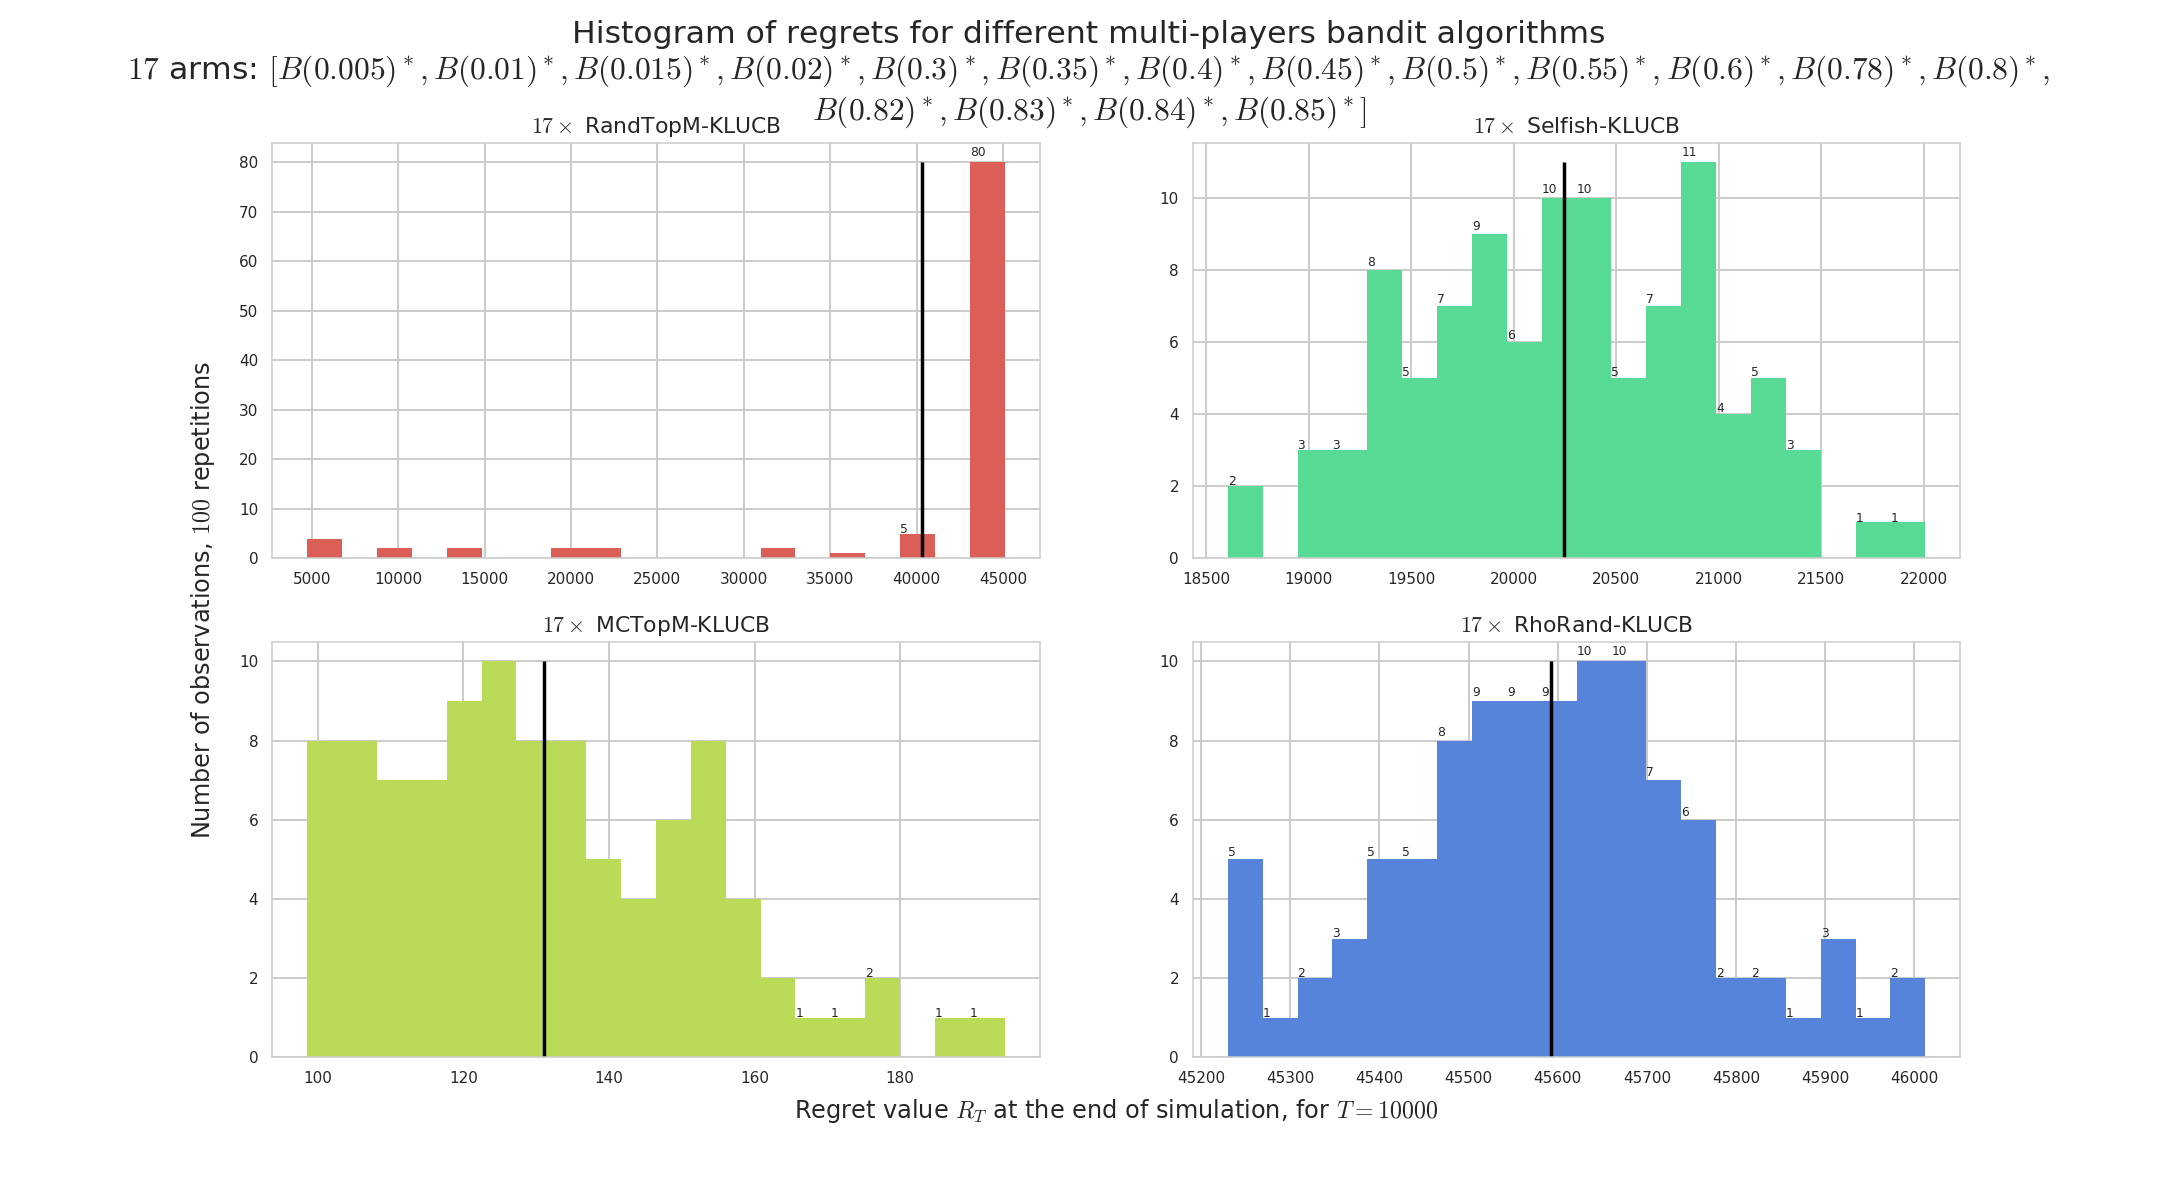 Histogram of regrets for different multi-players bandit algorithms
17 arms: [B(0.005)*, B(0.01)*, B(0.015)*, B(0.02)*, B(0.3)*, B(0.35)*, B(0.4)*, B(0.45)*, B(0.5)*, B(0.55)*, B(0.6)*, B(0.78)*, B(0.8)*,
B(0.82)*, B(0.83)*, B(0.84)*, B(0.85)*]
Number of observations, 100 repetitions
17× RandTopM-KLUCB
80
70
60
50
40
30
20
10
0
5 80
5000 10000 15000 20000 25000 30000 35000 40000 45000
17× Selfish-KLUCB
10
8
6
4
2
0
2 3 3 8 5 7 9 6 10 10 5 7 11 4 5 3 1 1
18500 19000 19500 20000 20500 21000 21500 22000
17× MCTopM-KLUCB
10
8
6
4
2
0
1 1 2 1 1
100 120 140 160 180
17× RhoRand-KLUCB
10
8
6
4
2
0
5 1 2 3 5 5 8 9 9 9 10 10 7 6 2 2 1 3 1 2
45200 45300 45400 45500 45600 45700 45800 45900 46000
Regret value R_T at the end of simulation, for T = 10000